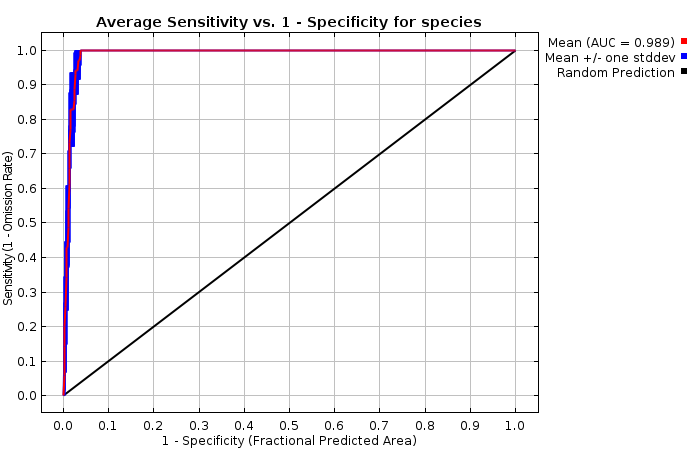 Average Sensitivity vs. 1 - Specificity for species
Mean (AUC = 0.989)
Mean +/- one stddev
Random Prediction
Sensitivity (1 - Omission Rate)
1.0
0.9
0.8
0.7
0.6
0.5
0.4
0.3
0.2
0.1
0.0
0.0 0.1 0.2 0.3 0.4 0.5 0.6 0.7 0.8 0.9 1.0
1 - Specificity (Fractional Predicted Area)